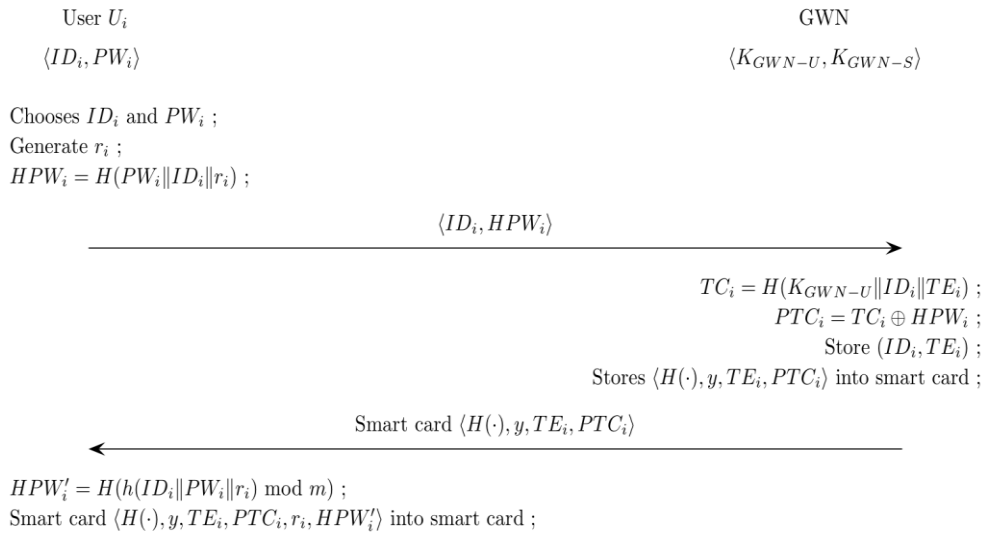 User $U_i$ GWN
$\langle ID_i, PW_i \rangle$ $\langle K_{GWN-U}, K_{GWN-S} \rangle$
Chooses $ID_i$ and $PW_i$ ;
Generate $r_i$ ;
$HPW_i = H(PW_i \| ID_i \| r_i)$ ;
$\langle ID_i, HPW_i \rangle$
$TC_i = H(K_{GWN-U} \| ID_i \| TE_i)$ ;
$PTC_i = TC_i \oplus HPW_i$ ;
Store $(ID_i, TE_i)$ ;
Stores $\langle H(\cdot), y, TE_i, PTC_i \rangle$ into smart card ;
Smart card $\langle H(\cdot), y, TE_i, PTC_i \rangle$
$HPW_i' = H(h(ID_i \| PW_i \| r_i) \bmod m)$ ;
Smart card $\langle H(\cdot), y, TE_i, PTC_i, r_i, HPW_i' \rangle$ into smart card ;